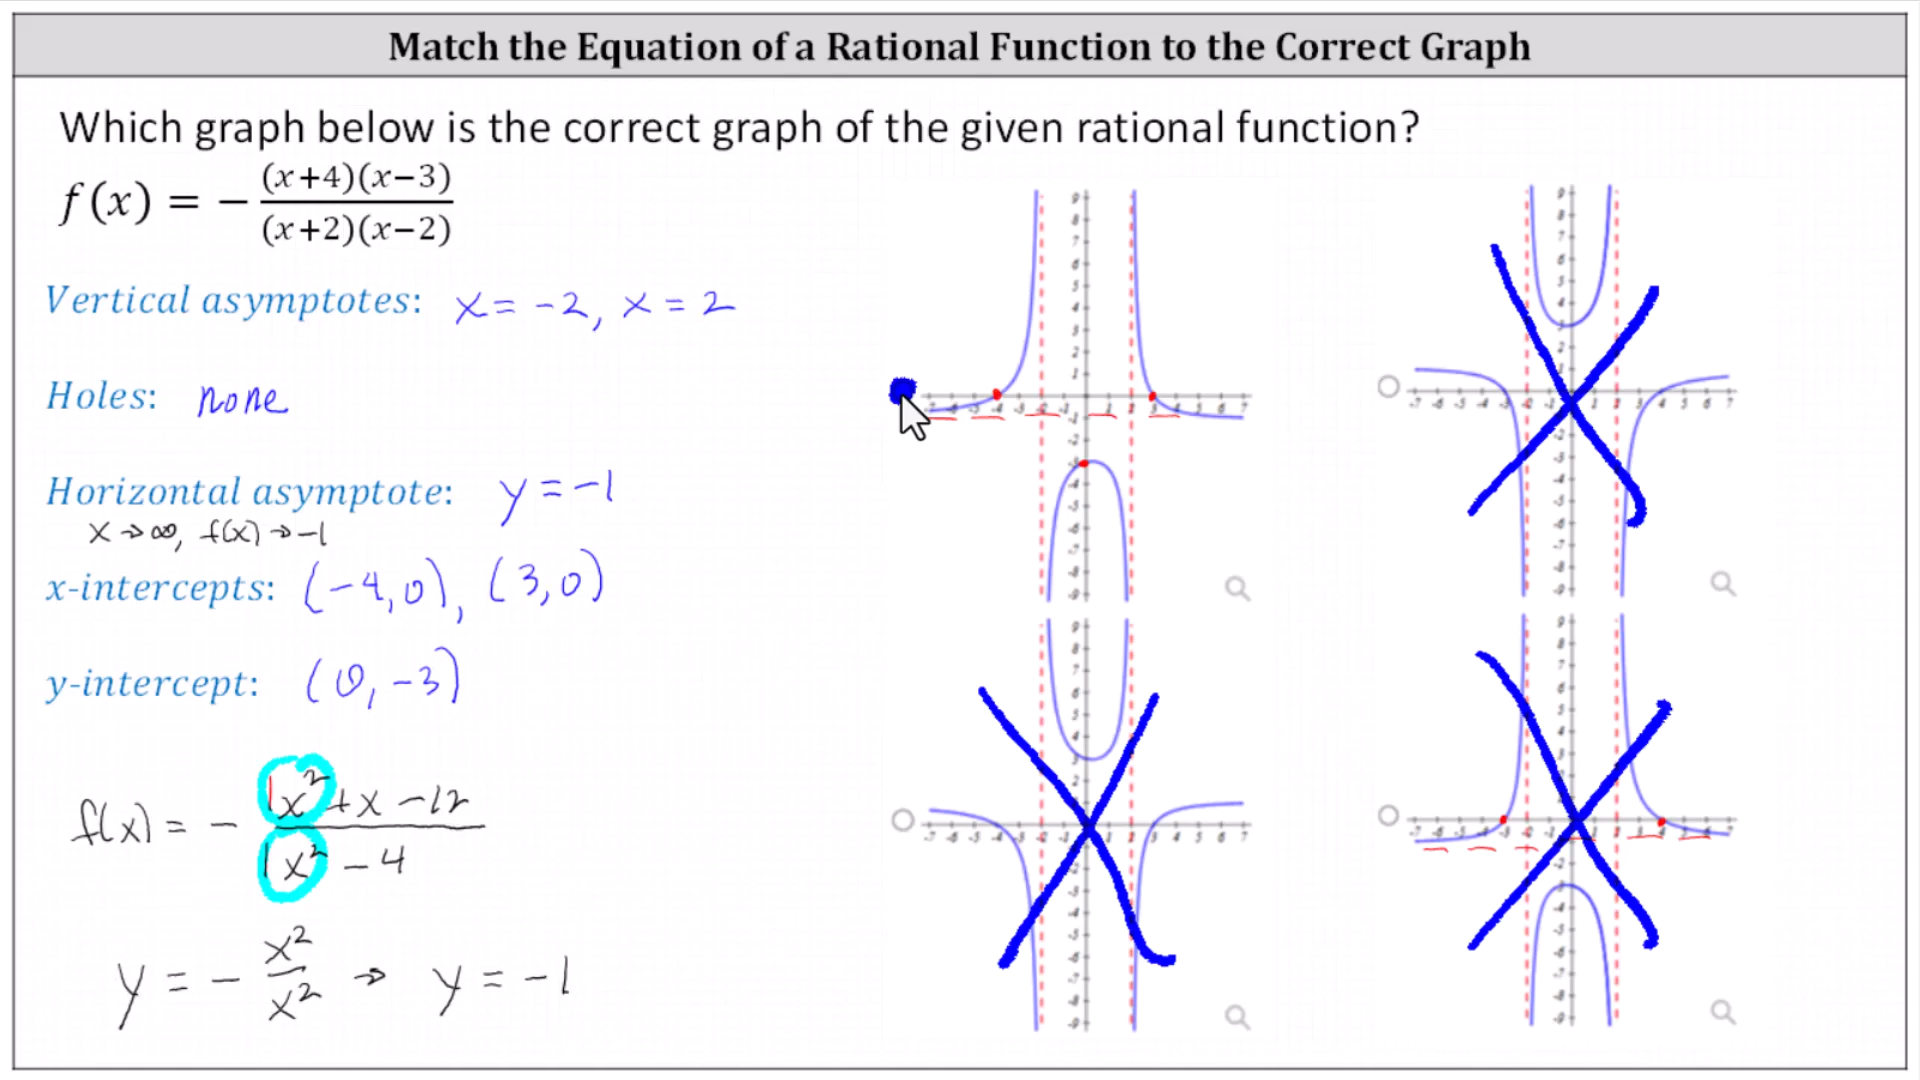 Match the Equation of a Rational Function to the Correct Graph
Which graph below is the correct graph of the given rational function?
f(x) = − (x+4)(x−3) / (x+2)(x−2)
Vertical asymptotes: x = −2, x = 2
Holes: none
Horizontal asymptote: y = −1
x → ∞, f(x) → −1
x-intercepts: (−4,0), (3,0)
y-intercept: (0, −3)
f(x) = − 1x² + x − 12 / 1x² − 4
y = − x² / x² → y = −1